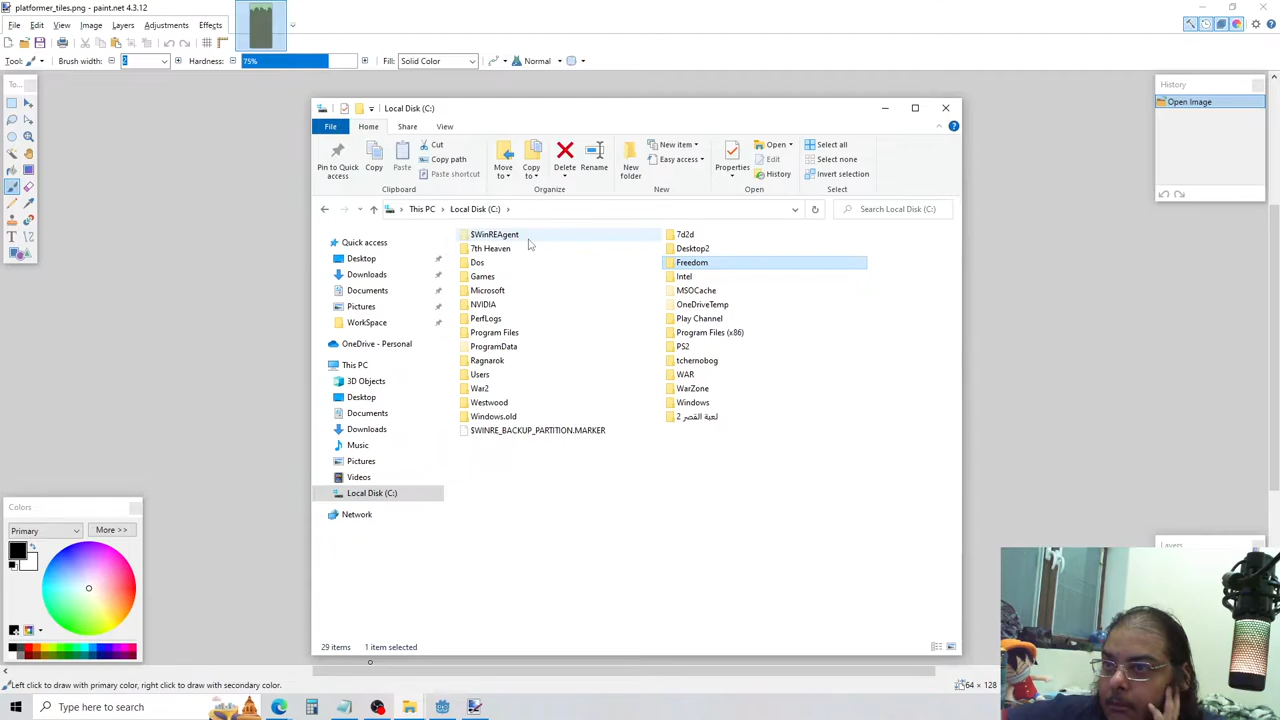 platformer_tiles.png - paint.net 4.3.12
File Edit View Image Layers Adjustments Effects
Brush width: 2 Hardness: 75% Fill: Solid Color Normal
To...
History
Open Image
Local Disk (C:)
File Home Share View
Pin to Quick access
Copy
Paste
Cut
Copy path
Paste shortcut
Move to
Copy to
Delete
Rename
New folder
New item
Easy access
Properties
Open
Edit
History
Select all
Select none
Invert selection
Clipboard Organize New Open Select
This PC Local Disk (C:)
Search Local Disk (C:)
Quick access
Desktop
Downloads
Documents
Pictures
WorkSpace
OneDrive - Personal
This PC
3D Objects
Desktop
Documents
Downloads
Music
Pictures
Videos
Local Disk (C:)
Network
$WinREAgent 7d2d
7th Heaven Desktop2
Dos Freedom
Games Intel
Microsoft MSOCache
NVIDIA OneDriveTemp
PerfLogs Play Channel
Program Files Program Files (x86)
ProgramData PS2
Ragnarok tchernobog
Users WAR
War2 WarZone
Westwood Windows
Windows.old لعبة القصر 2
$WINRE_BACKUP_PARTITION.MARKER
29 items 1 item selected
Colors
Primary More >>
Layers
Left click to draw with primary color, right click to draw with secondary color.
64 × 128
Type here to search